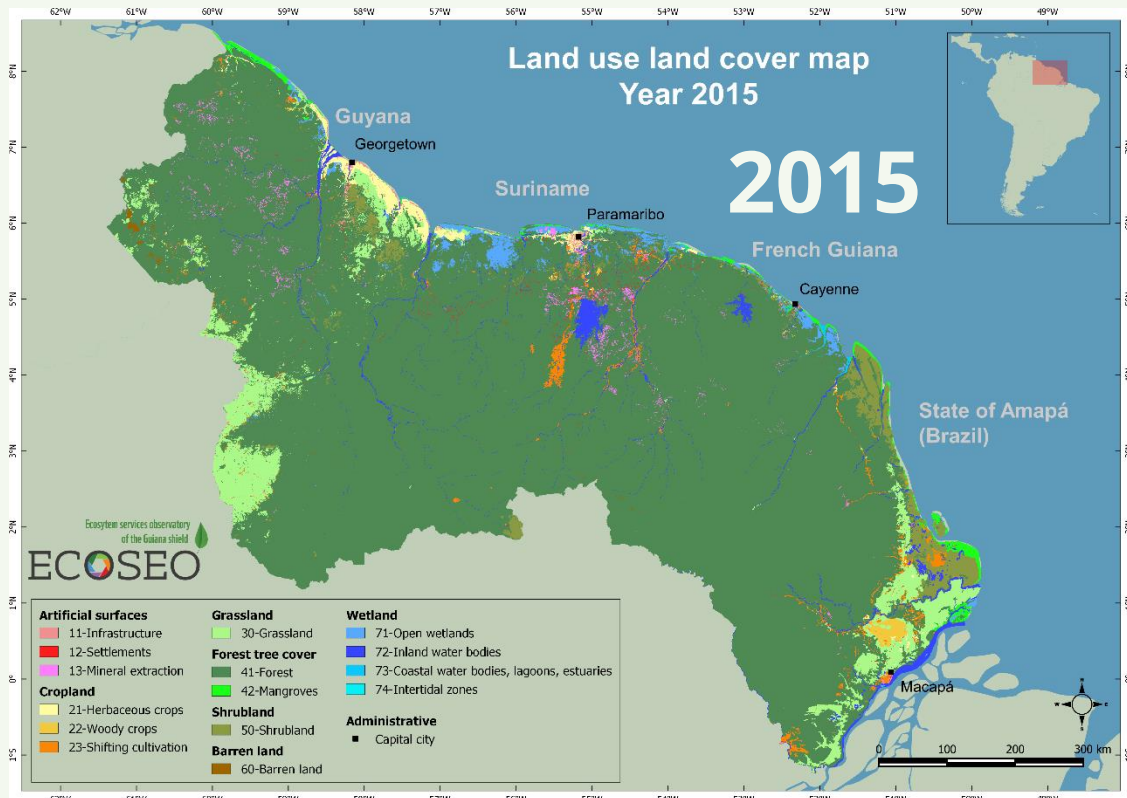 62°W 61°W 60°W 59°W 58°W 57°W 56°W 55°W 54°W 53°W 52°W 51°W 50°W 49°W
Land use land cover map
Year 2015
2015
8°N
7°N
6°N
5°N
4°N
3°N
2°N
1°N
0°
1°S
Guyana
Georgetown
Suriname
Paramaribo
French Guiana
Cayenne
State of Amapá
(Brazil)
Macapá
Ecosytem services observatory
of the Guiana shield
ECOSEO
Artificial surfaces
11-Infrastructure
12-Settlements
13-Mineral extraction
Cropland
21-Herbaceous crops
22-Woody crops
23-Shifting cultivation
Grassland
30-Grassland
Forest tree cover
41-Forest
42-Mangroves
Shrubland
50-Shrubland
Barren land
60-Barren land
Wetland
71-Open wetlands
72-Inland water bodies
73-Coastal water bodies, lagoons, estuaries
74-Intertidal zones
Administrative
Capital city
0 100 200 300 km